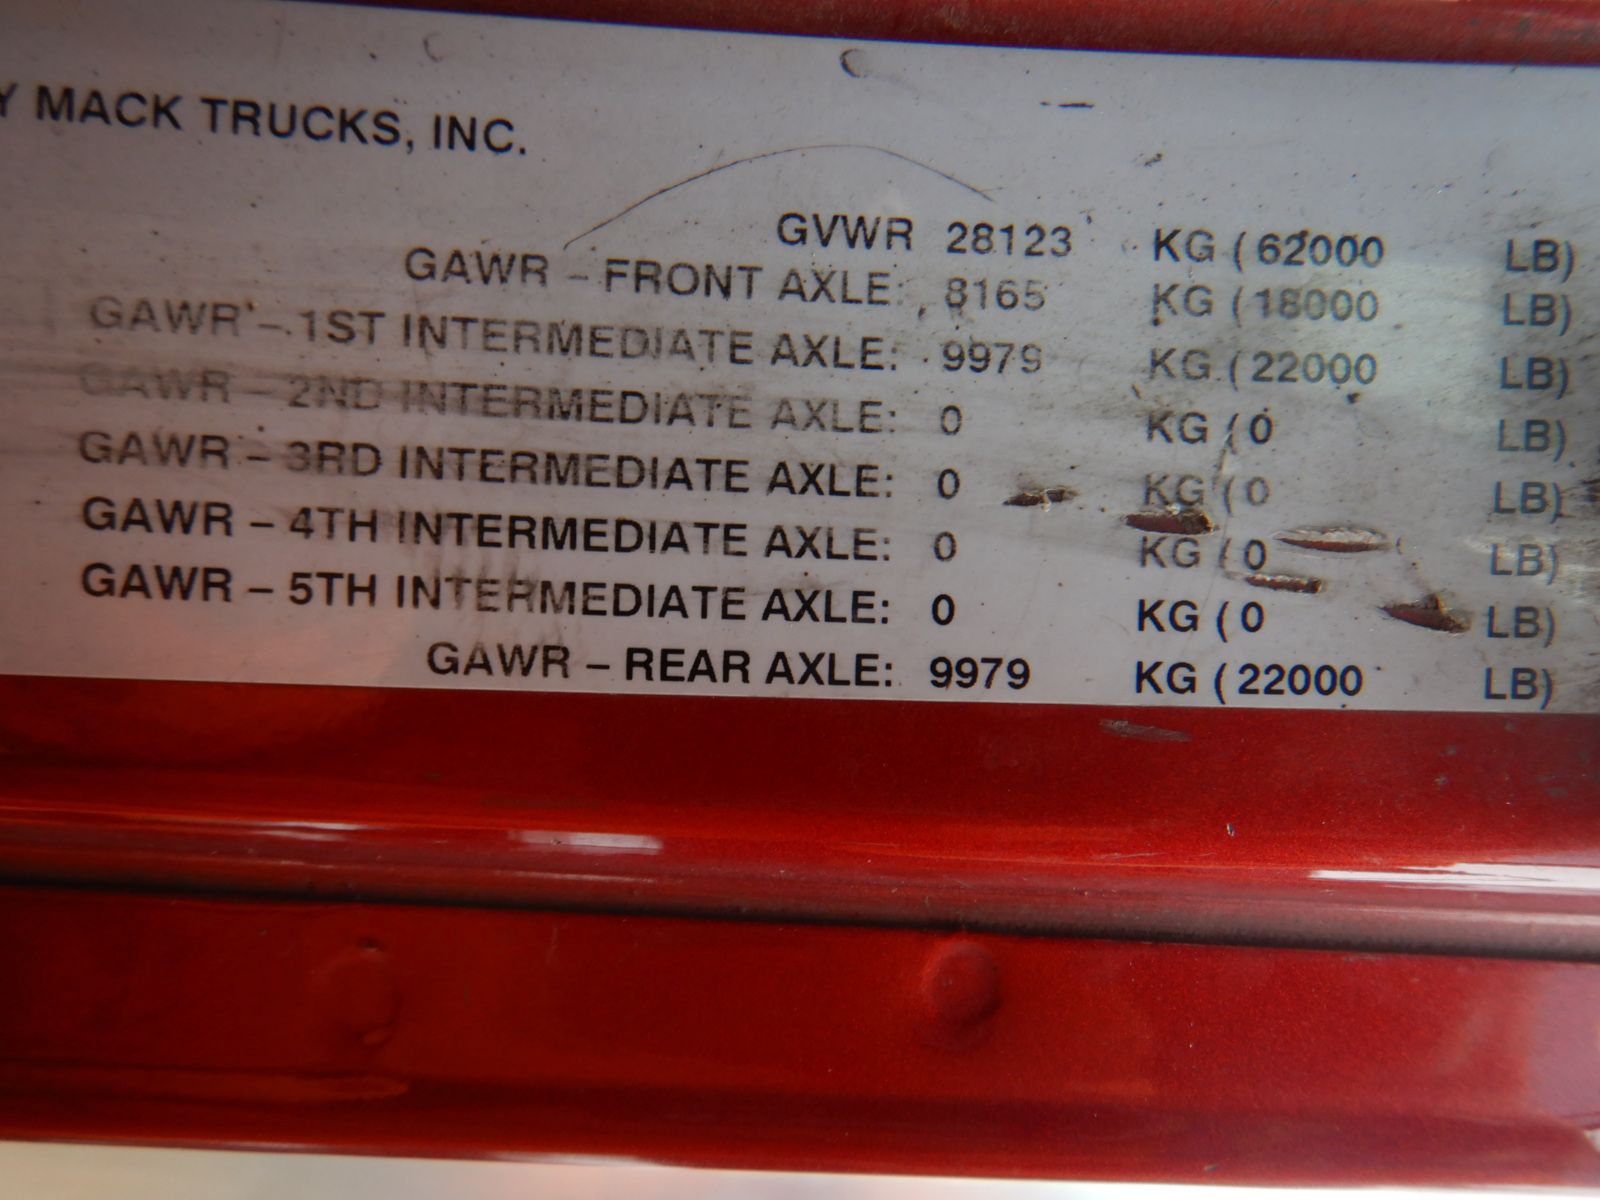 Y MACK TRUCKS, INC.
GVWR 28123 KG ( 62000 LB)
GAWR – FRONT AXLE: 8165 KG ( 18000 LB)
GAWR – 1ST INTERMEDIATE AXLE: 9979 KG ( 22000 LB)
GAWR – 2ND INTERMEDIATE AXLE: 0 KG ( 0 LB)
GAWR – 3RD INTERMEDIATE AXLE: 0 KG ( 0 LB)
GAWR – 4TH INTERMEDIATE AXLE: 0 KG ( 0 LB)
GAWR – 5TH INTERMEDIATE AXLE: 0 KG ( 0 LB)
GAWR – REAR AXLE: 9979 KG ( 22000 LB)